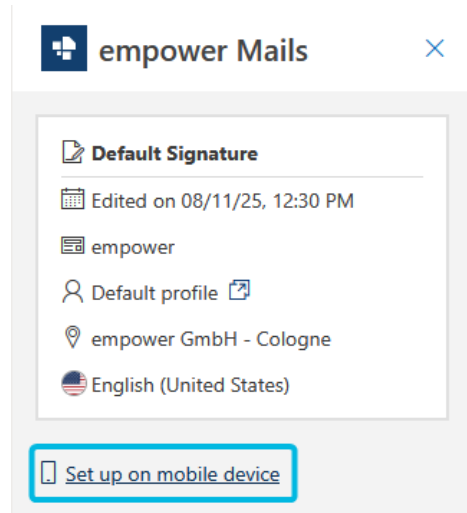 empower Mails
Default Signature
Edited on 08/11/25, 12:30 PM
empower
Default profile
empower GmbH - Cologne
English (United States)
Set up on mobile device